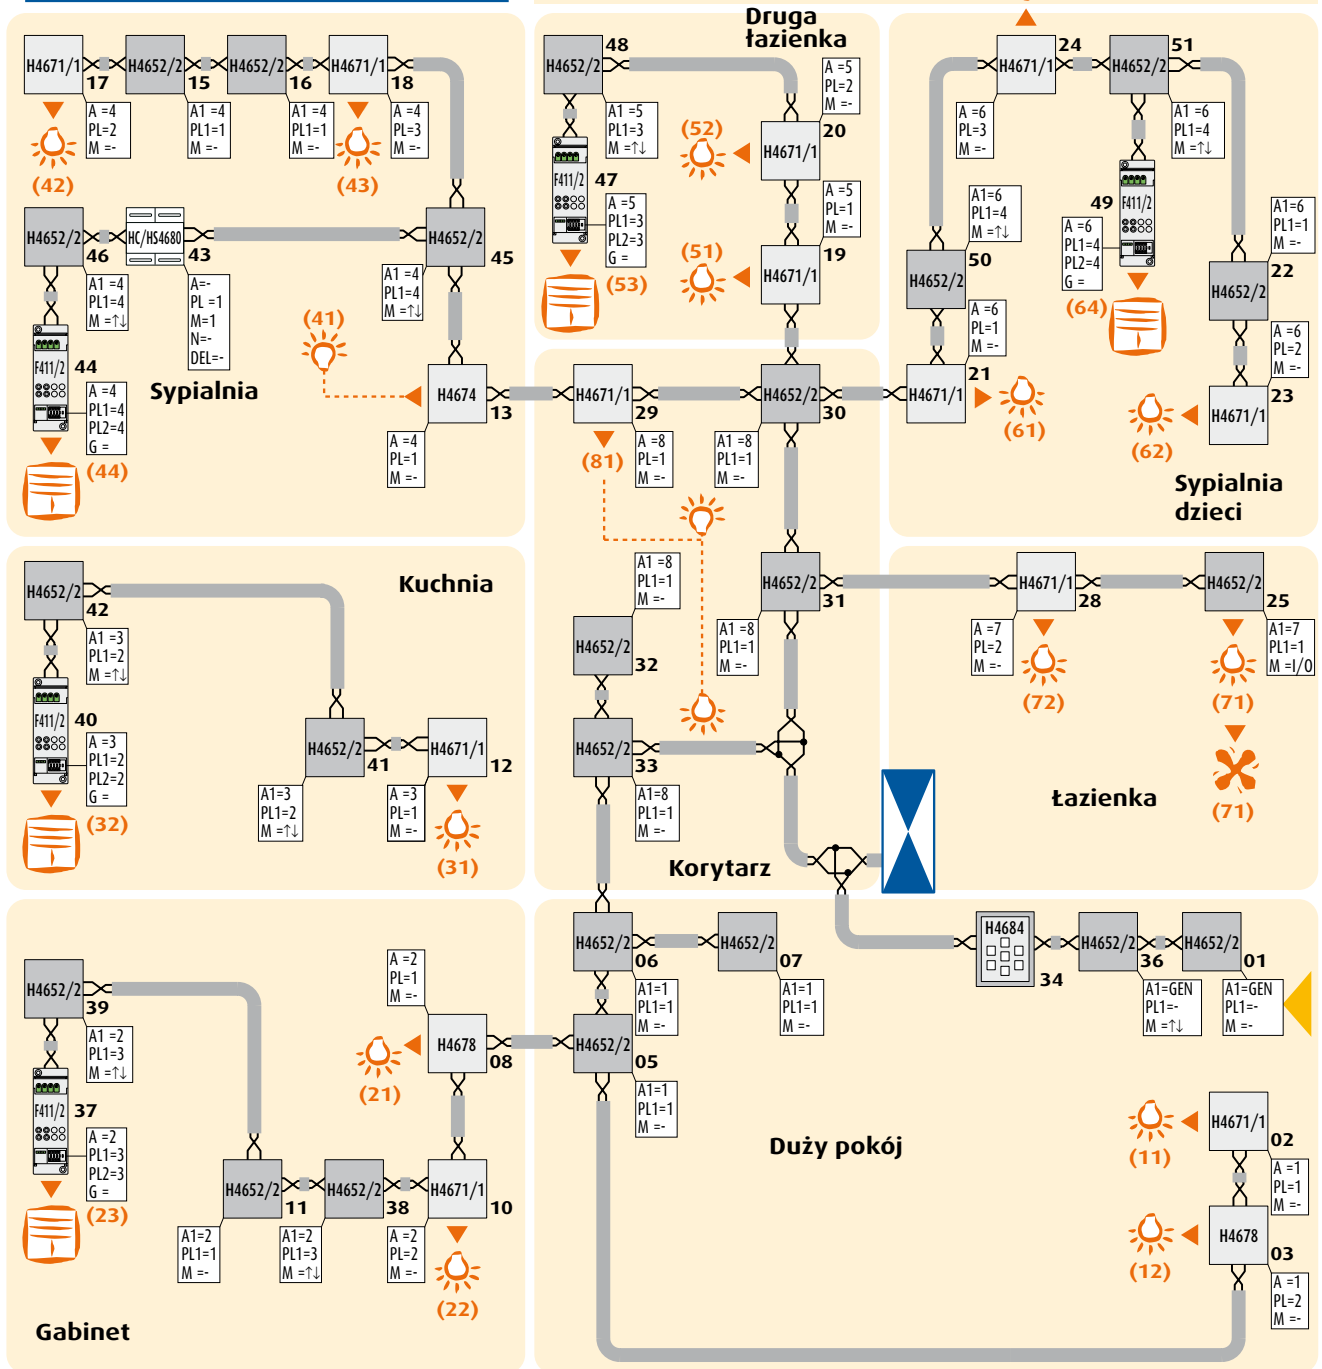 H4671/1
17
A =4
PL=2
M =-
(42)
H4652/2
15
A1 =4
PL1=1
M =-
H4652/2
16
A1 =4
PL1=1
M =-
H4671/1
18
A =4
PL=3
M =-
(43)
H4652/2
46
A1 =4
PL1=4
M =↑↓
HC/HS4680
43
A=-
PL =1
M=1
N=-
DEL=-
H4652/2
45
A1 =4
PL1=4
M =↑↓
F411/2
44
A =4
PL1=4
PL2=4
G =
(44)
Sypialnia
(41)
H4674
13
A =4
PL=1
M =-
Druga
łazienka
H4652/2
48
A1 =5
PL1=3
M =↑↓
F411/2
47
A =5
PL1=3
PL2=3
G =
(53)
A =5
PL=2
M =-
20
H4671/1
(52)
A =5
PL=1
M =-
19
H4671/1
(51)
H4671/1
24
A =6
PL=3
M =-
H4652/2
51
A1 =6
PL1=4
M =↑↓
F411/2
49
A =6
PL1=4
PL2=4
G =
(64)
A1=6
PL1=4
M =↑↓
50
H4652/2
A =6
PL=1
M =-
21
H4671/1
(61)
A1=6
PL1=1
M =-
22
H4652/2
A =6
PL=2
M =-
23
H4671/1
(62)
Sypialnia
dzieci
H4671/1
29
A =8
PL=1
M =-
(81)
H4652/2
30
A1 =8
PL1=1
M =-
A1 =8
PL1=1
M =-
H4652/2
32
H4652/2
31
A1 =8
PL1=1
M =-
H4652/2
33
A1=8
PL1=1
M =-
Korytarz
Kuchnia
H4652/2
42
A1 =3
PL1=2
M =↑↓
F411/2
40
A =3
PL1=2
PL2=2
G =
(32)
H4652/2
41
A1=3
PL1=2
M =↑↓
H4671/1
12
A =3
PL=1
M =-
(31)
H4671/1
28
A =7
PL=2
M =-
(72)
H4652/2
25
A1=7
PL1=1
M =I/O
(71)
(71)
Łazienka
H4652/2
39
A1 =2
PL1=3
M =↑↓
F411/2
37
A =2
PL1=3
PL2=3
G =
(23)
A =2
PL=1
M =-
H4678
08
(21)
H4652/2
11
A1=2
PL1=1
M =-
H4652/2
38
A1=2
PL1=3
M =↑↓
H4671/1
10
A =2
PL=2
M =-
(22)
Gabinet
H4652/2
06
A1=1
PL1=1
M =-
H4652/2
07
A1=1
PL1=1
M =-
H4652/2
05
A1=1
PL1=1
M =-
H4684
34
H4652/2
36
A1=GEN
PL1=-
M =↑↓
H4652/2
01
A1=GEN
PL1=-
M =-
Duży pokój
H4671/1
02
A =1
PL=1
M =-
(11)
H4678
03
A =1
PL=2
M =-
(12)